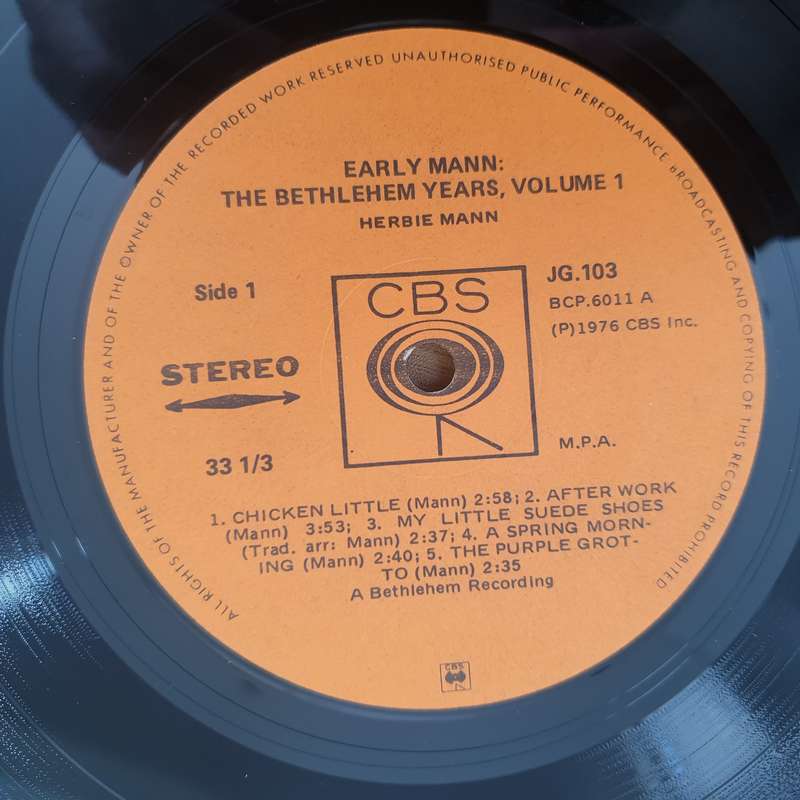 ALL RIGHTS OF THE MANUFACTURER AND OF THE OWNER OF THE RECORDED WORK RESERVED UNAUTHORISED PUBLIC PERFORMANCE BROADCASTING AND COPYING OF THIS RECORD PROHIBITED
EARLY MANN:
THE BETHLEHEM YEARS, VOLUME 1
HERBIE MANN
Side 1
CBS
JG.103
BCP.6011 A
(P)1976 CBS Inc.
STEREO
33 1/3
M.P.A.
1. CHICKEN LITTLE (Mann) 2:58; 2. AFTER WORK
(Mann) 3:53; 3. MY LITTLE SUEDE SHOES
(Trad. arr: Mann) 2:37; 4. A SPRING MORN-
ING (Mann) 2:40; 5. THE PURPLE GROT-
TO (Mann) 2:35
A Bethlehem Recording
CBS